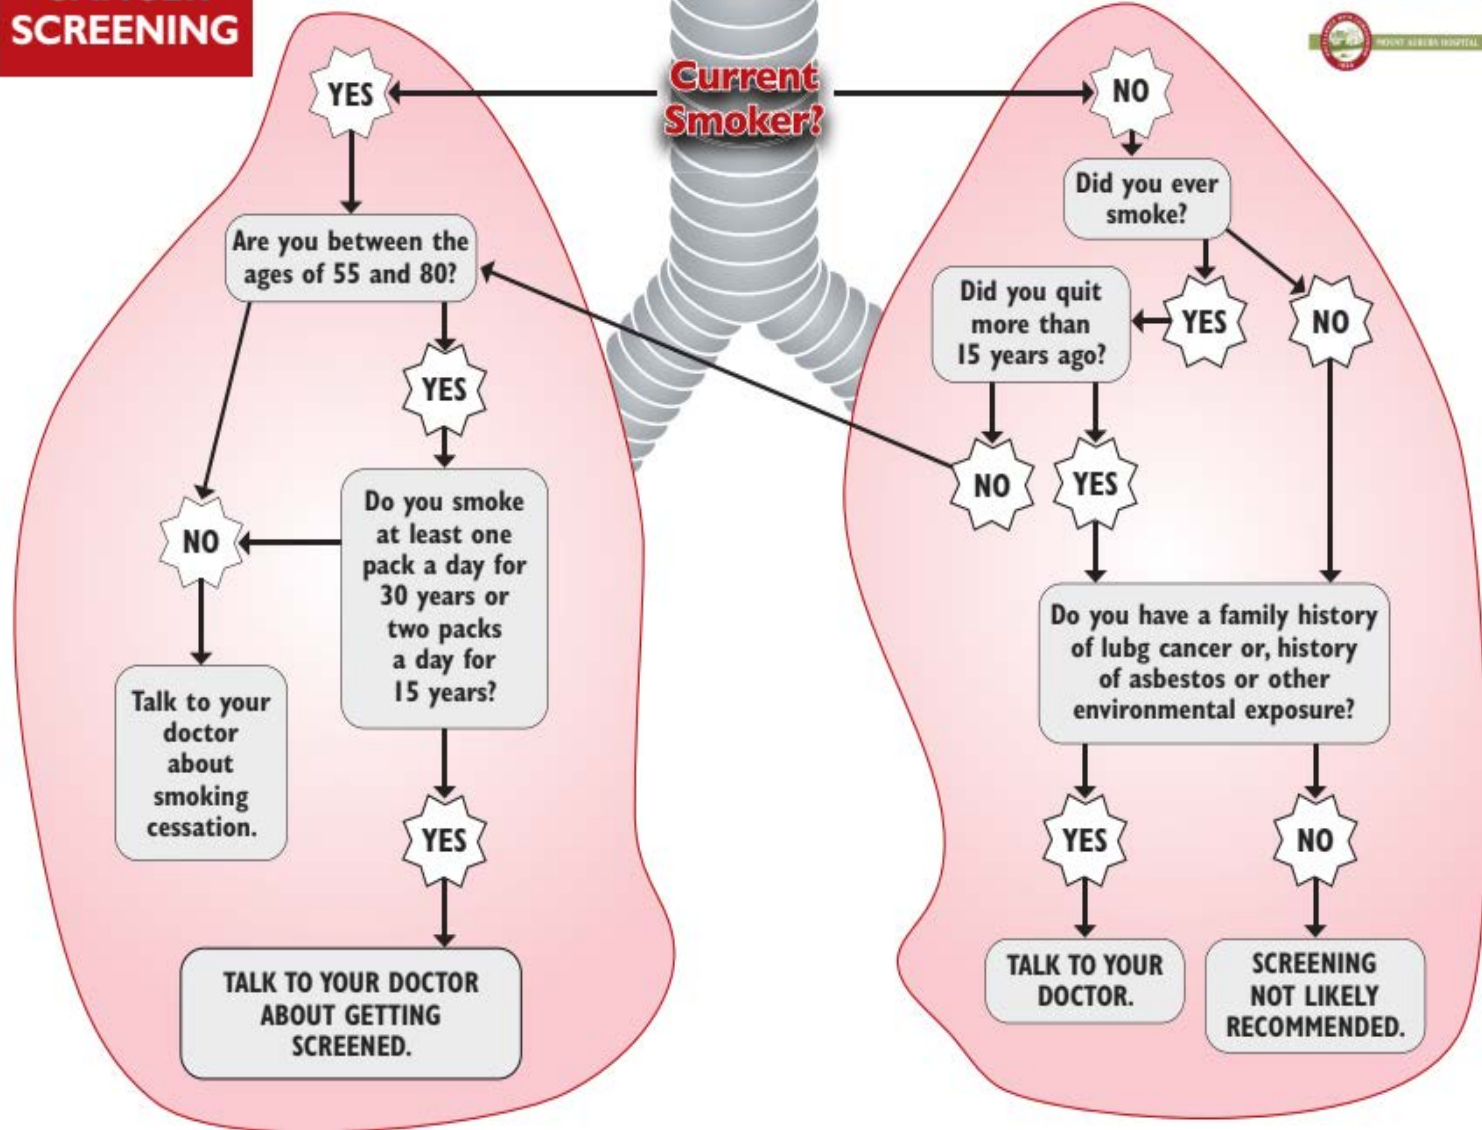 SCREENING
MOUNT AUBURN HOSPITAL
Current
Smoker?
YES
Are you between the
ages of 55 and 80?
YES
NO
Do you smoke
at least one
pack a day for
30 years or
two packs
a day for
15 years?
Talk to your
doctor
about
smoking
cessation.
YES
TALK TO YOUR DOCTOR
ABOUT GETTING
SCREENED.
NO
Did you ever
smoke?
YES
NO
Did you quit
more than
15 years ago?
NO
YES
Do you have a family history
of lubg cancer or, history
of asbestos or other
environmental exposure?
YES
NO
TALK TO YOUR
DOCTOR.
SCREENING
NOT LIKELY
RECOMMENDED.